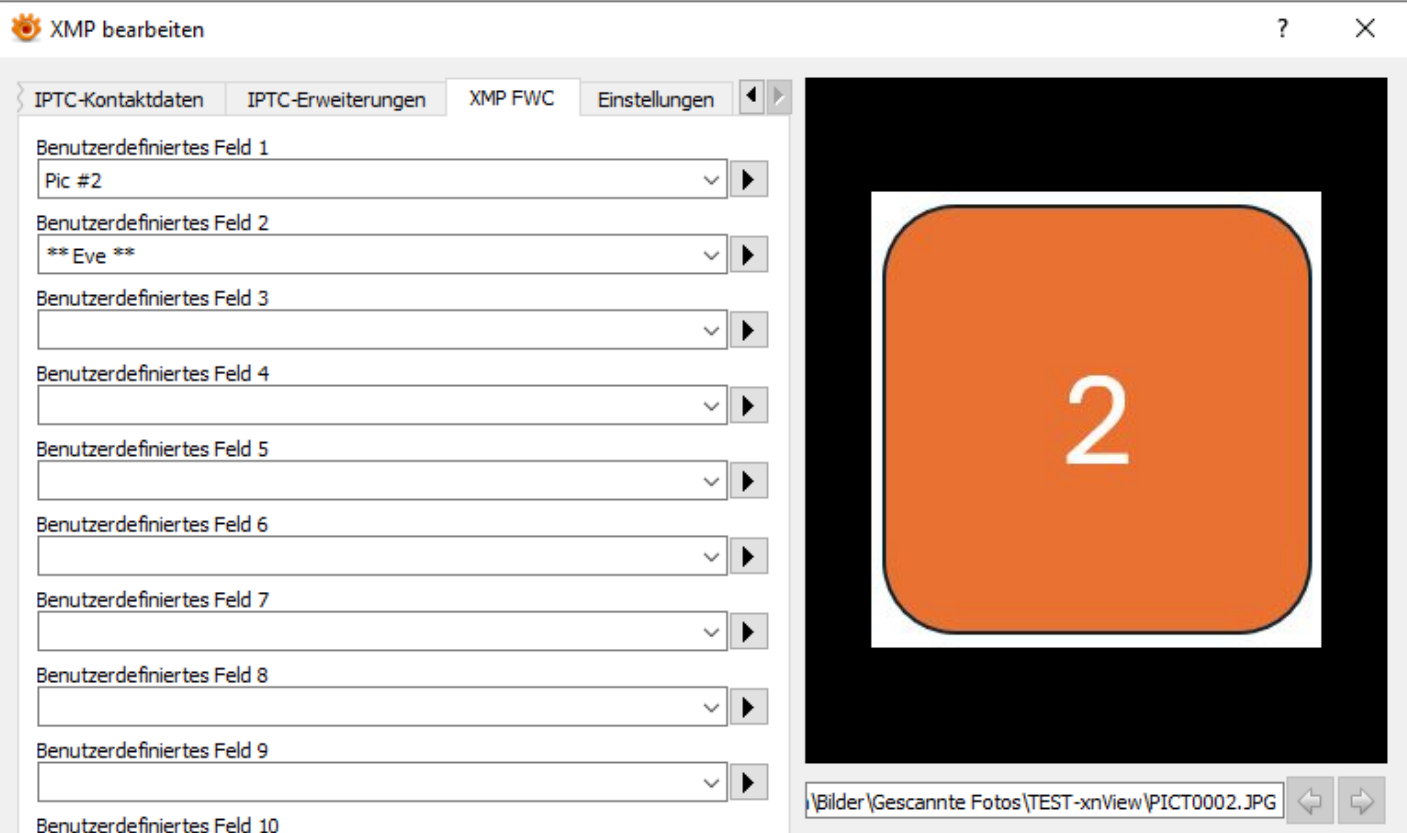 XMP bearbeiten
?
IPTC-Kontaktdaten IPTC-Erweiterungen XMP FWC Einstellungen
Benutzerdefiniertes Feld 1
Pic #2
Benutzerdefiniertes Feld 2
** Eve **
Benutzerdefiniertes Feld 3
Benutzerdefiniertes Feld 4
Benutzerdefiniertes Feld 5
Benutzerdefiniertes Feld 6
Benutzerdefiniertes Feld 7
Benutzerdefiniertes Feld 8
Benutzerdefiniertes Feld 9
Benutzerdefiniertes Feld 10
2
\Bilder\Gescannte Fotos\TEST-xnView\PICT0002.JPG